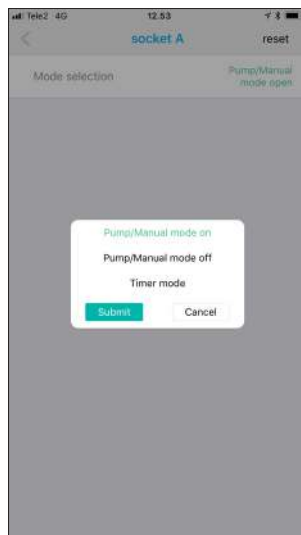 Tele2 4G 12.53
socket A reset
Mode selection Pump/Manual
mode open
Pump/Manual mode on
Pump/Manual mode off
Timer mode
Submit Cancel